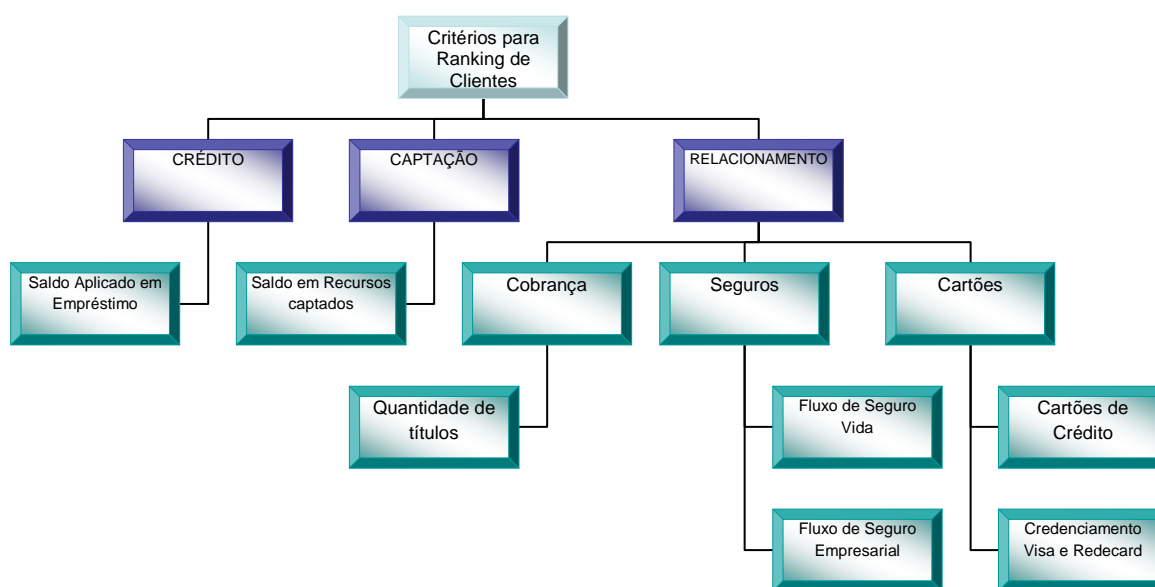 Critérios para
Ranking de
Clientes
CRÉDITO
CAPTAÇÃO
RELACIONAMENTO
Saldo Aplicado em
Empréstimo
Saldo em Recursos
captados
Cobrança
Seguros
Cartões
Quantidade de
títulos
Fluxo de Seguro
Vida
Cartões de
Crédito
Fluxo de Seguro
Empresarial
Credenciamento
Visa e Redecard